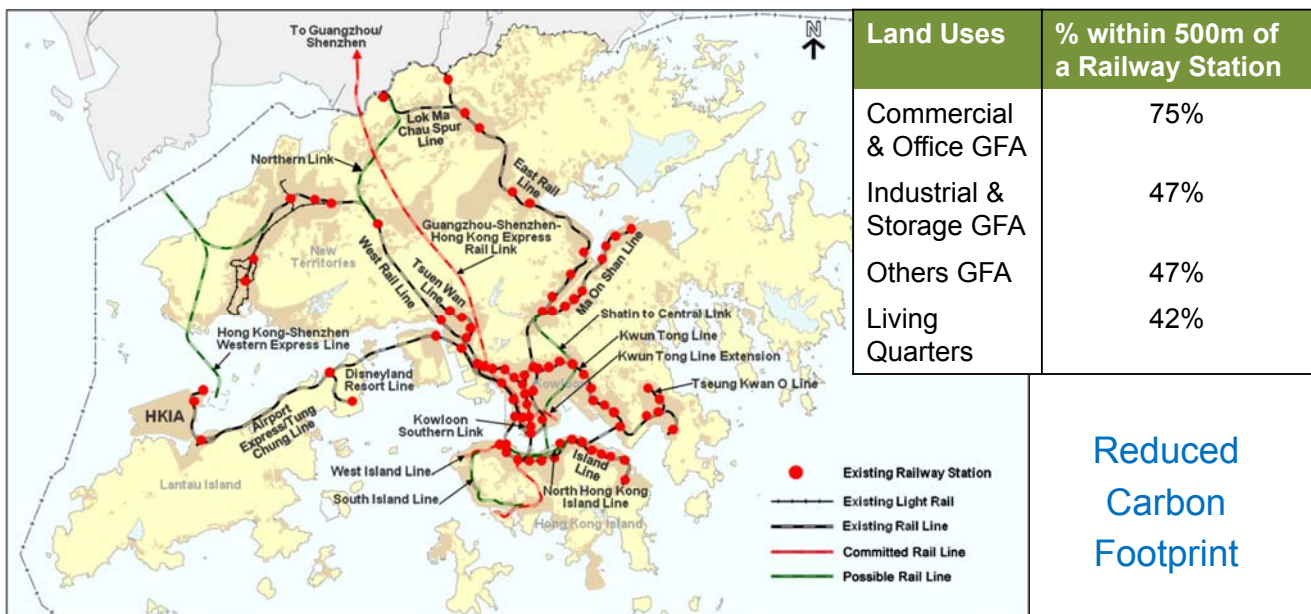 To Guangzhou/
Shenzhen
N
Lok Ma
Chau Spur
Line
Northern Link
East Rail
Line
Guangzhou-Shenzhen-
Hong Kong Express
Rail Link
New
Territories
West Rail Line
Tsuen Wan
Line
Ma On Shan Line
Shatin to Central Link
Kwun Tong Line
Kwun Tong Line Extension
Hong Kong-Shenzhen
Western Express Line
Disneyland
Resort Line
Kowloon
Tseung Kwan O Line
HKIA
Airport
Express/Tung
Chung Line
Kowloon
Southern Link
West Island Line
Island
Line
Lantau Island
South Island Line
North Hong Kong
Island Line
Hong Kong Island
Existing Railway Station
Existing Light Rail
Existing Rail Line
Committed Rail Line
Possible Rail Line
Land Uses
% within 500m of
a Railway Station
Commercial
& Office GFA
75%
Industrial &
Storage GFA
47%
Others GFA
47%
Living
Quarters
42%
Reduced
Carbon
Footprint